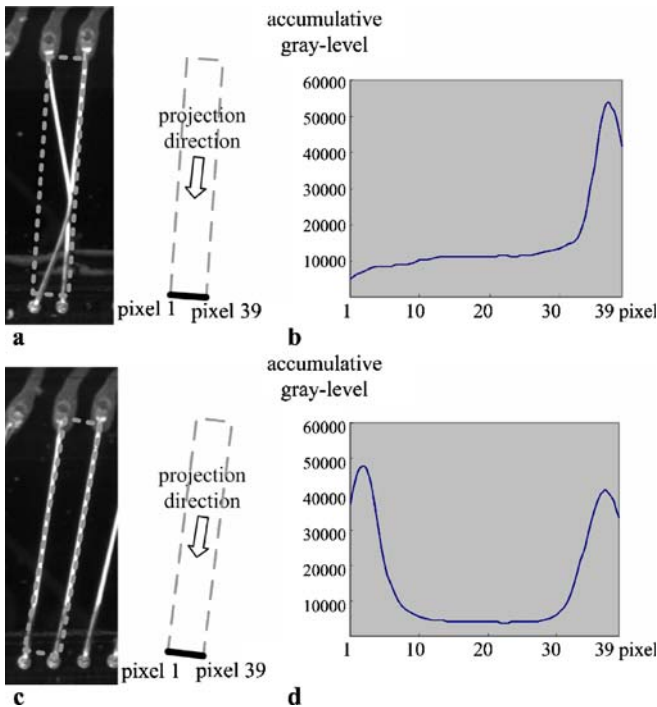 accumulative
gray-level
60000
50000
40000
30000
20000
10000
1
10
20
30
39 pixel
projection
direction
pixel 1
pixel 39
a
b
accumulative
gray-level
60000
50000
40000
30000
20000
10000
1
10
20
30
39 pixel
projection
direction
pixel 1
pixel 39
c
d